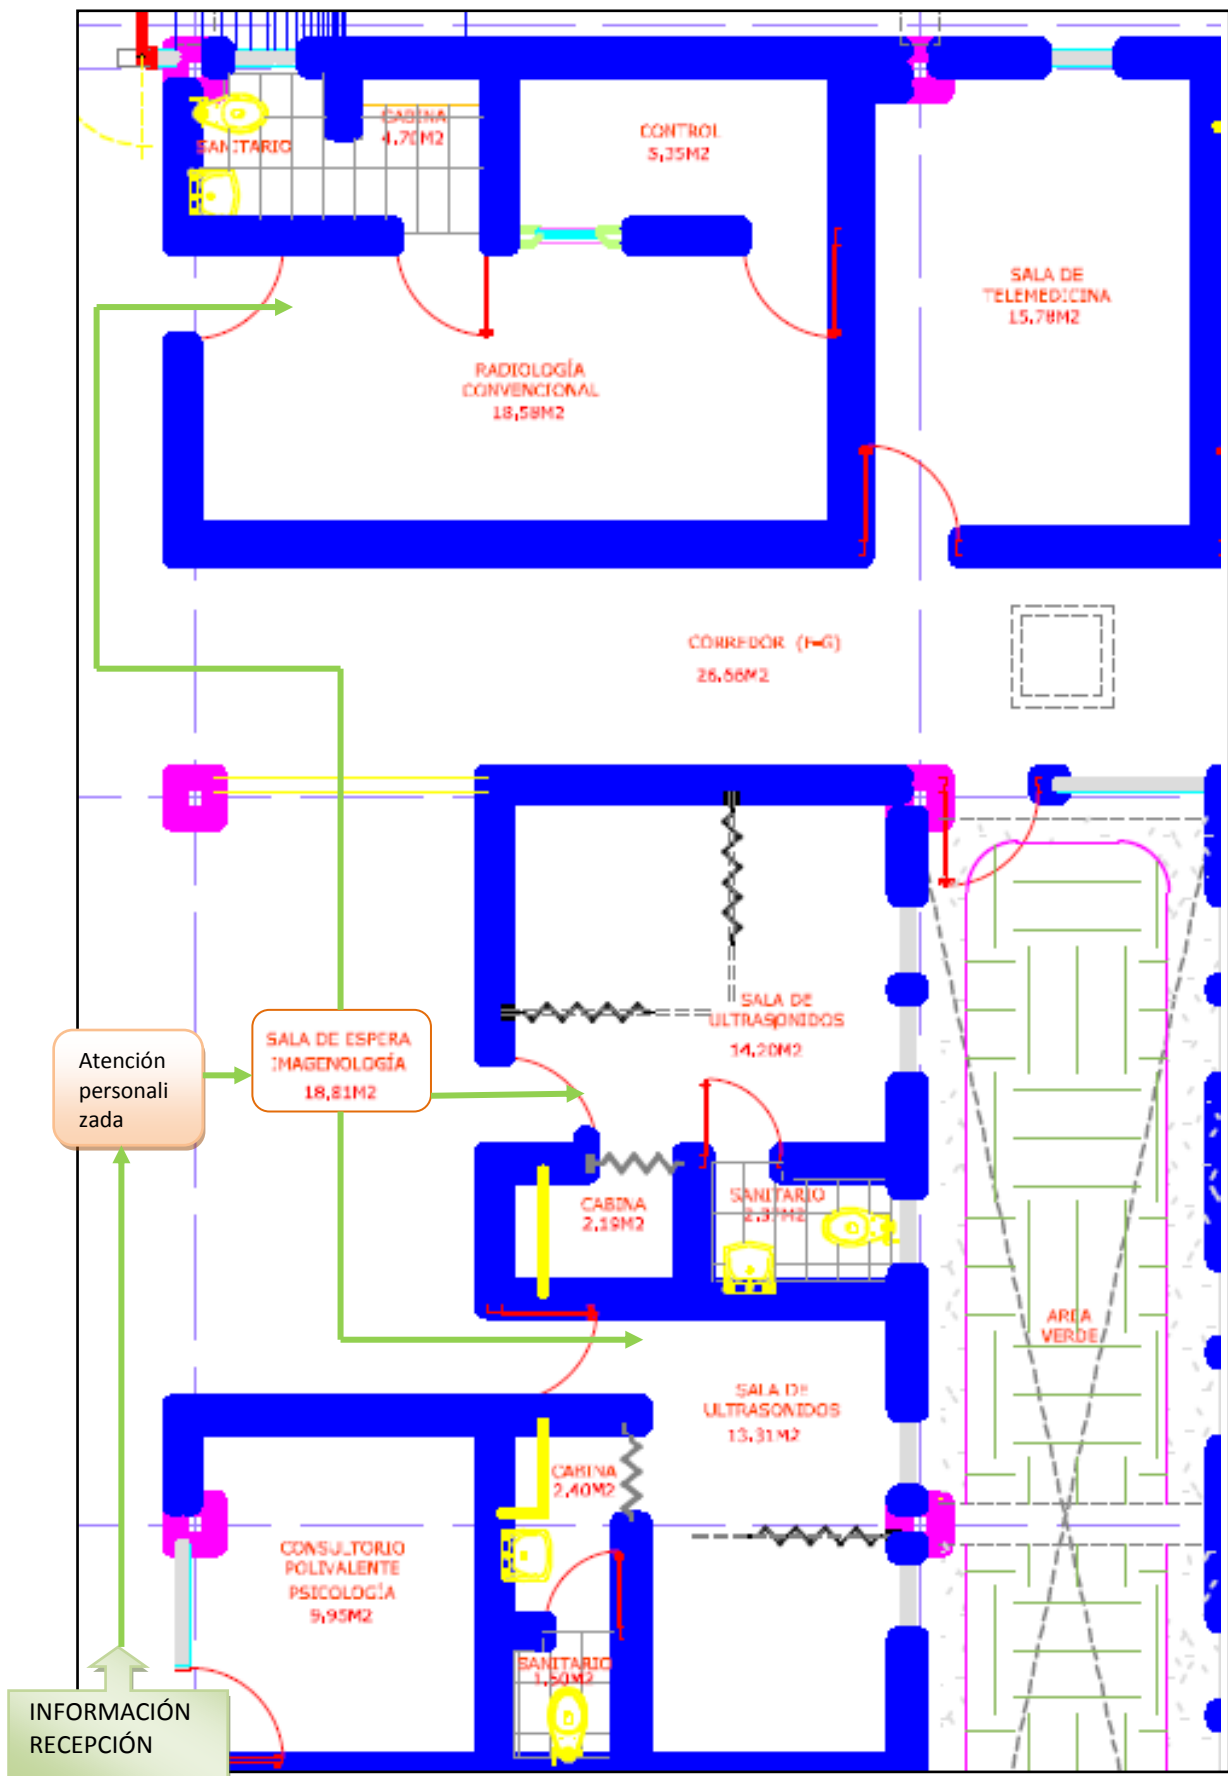 CABINA
4,70M2
SANITARIO
CONTROL
5,35M2
SALA DE
TELEMEDICINA
15,78M2
RADIOLOGÍA
CONVENCIONAL
18,58M2
CORREDOR (F-G)
26,66M2
SALA DE
ULTRASONIDOS
14,20M2
SALA DE ESPERA
IMAGENOLOGÍA
18,81M2
Atención
personali
zada
CABINA
2,19M2
SANITARIO
AREA
VERDE
SALA DE
ULTRASONIDOS
13,31M2
CABINA
2,40M2
CONSULTORIO
POLIVALENTE
PSICOLOGÍA
9,95M2
SANITARIO
INFORMACIÓN
RECEPCIÓN